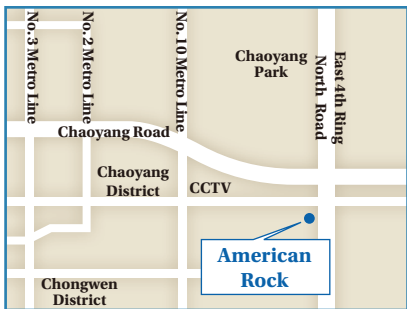 No. 3 Metro Line
No. 2 Metro Line
No. 10 Metro Line
Chaoyang
Park
East 4th Ring
North Road
Chaoyang Road
Chaoyang
District
CCTV
American
Rock
Chongwen
District